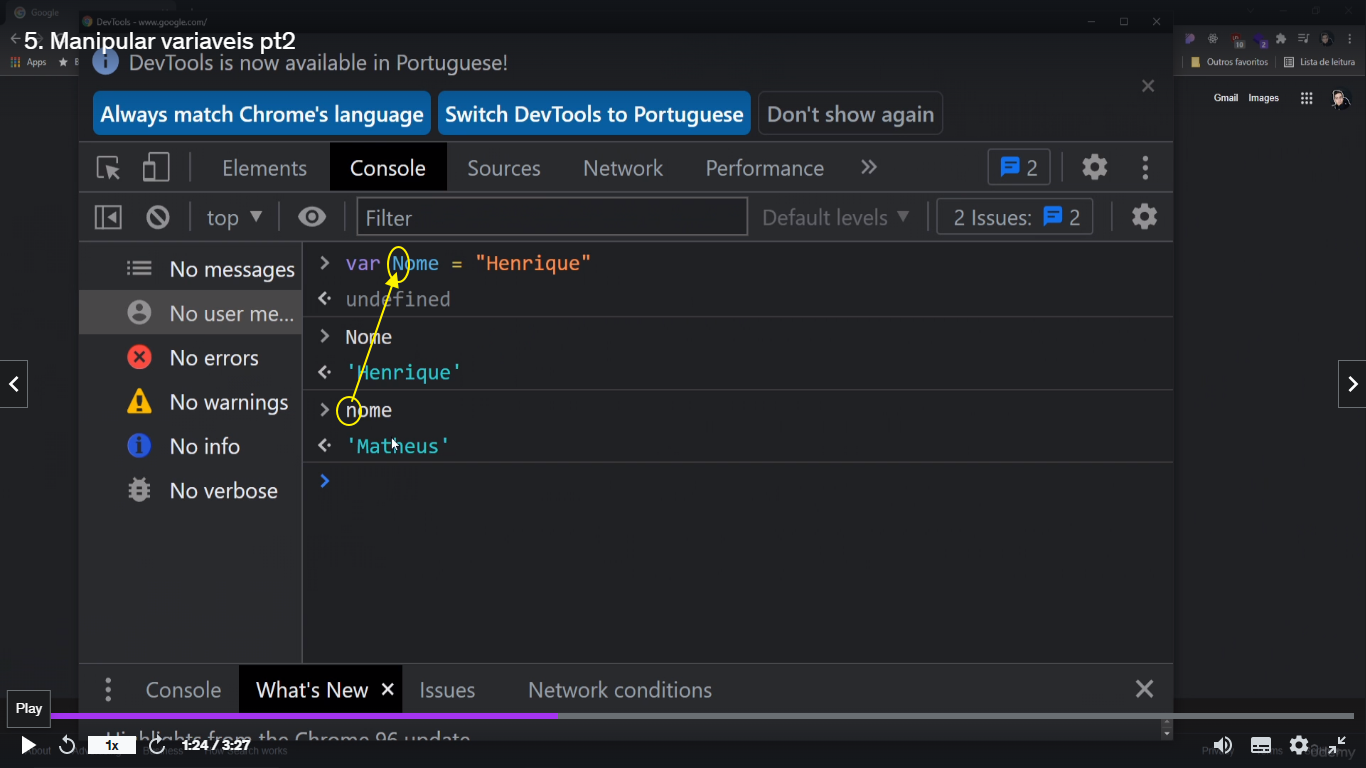 Google
DevTools - www.google.com/
5. Manipular variaveis pt2
DevTools is now available in Portuguese!
Apps
Outros favoritos
Lista de leitura
Always match Chrome's language
Switch DevTools to Portuguese
Don't show again
Gmail
Images
Elements
Console
Sources
Network
Performance
2
top
Filter
Default levels
2 Issues:
2
No messages
No user me...
No errors
No warnings
No info
No verbose
var Nome = "Henrique"
undefined
Nome
'Henrique'
nome
'Matheus'
Console
What's New
Issues
Network conditions
Play
Highlights from the Chrome 96 update
1x
1:24 / 3:27
udemy